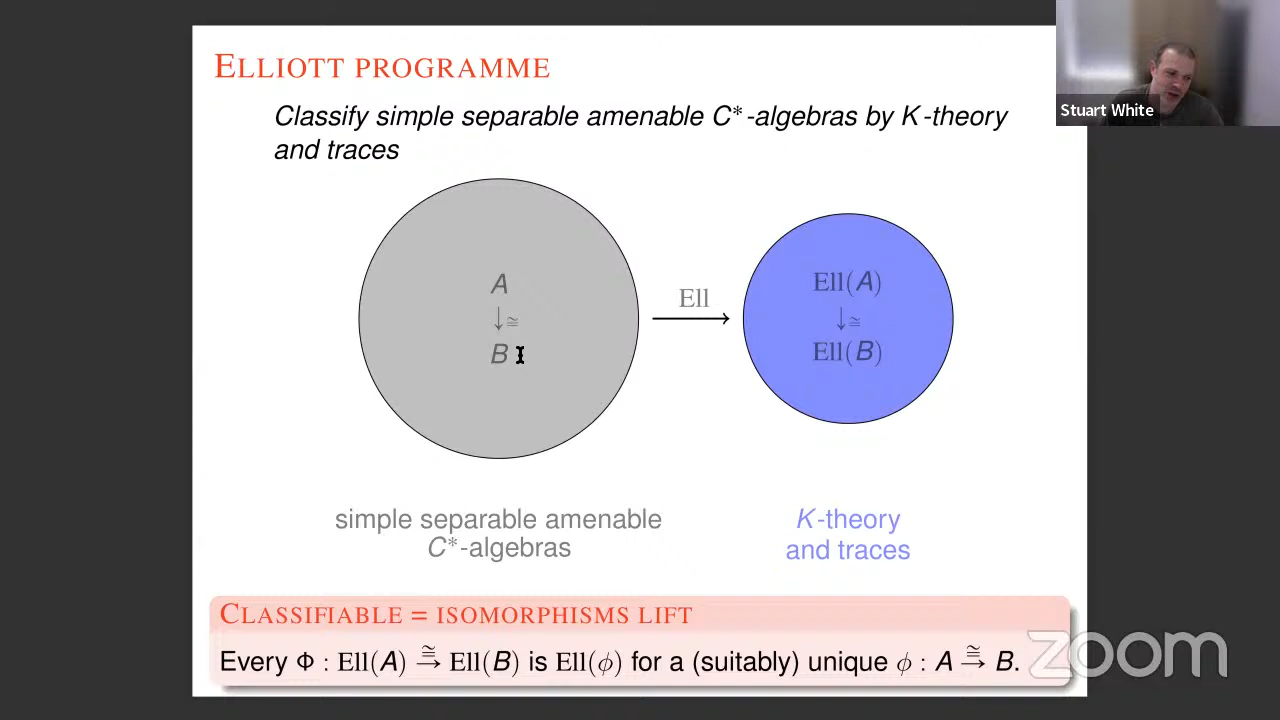 ELLIOTT PROGRAMME
Classify simple separable amenable C*-algebras by K-theory
and traces
Stuart White
A
↓≅
B
Ell
Ell(A)
↓≅
Ell(B)
simple separable amenable
C*-algebras
K-theory
and traces
CLASSIFIABLE = ISOMORPHISMS LIFT
Every Φ : Ell(A) ≅→ Ell(B) is Ell(ϕ) for a (suitably) unique ϕ : A ≅→ B.
zoom